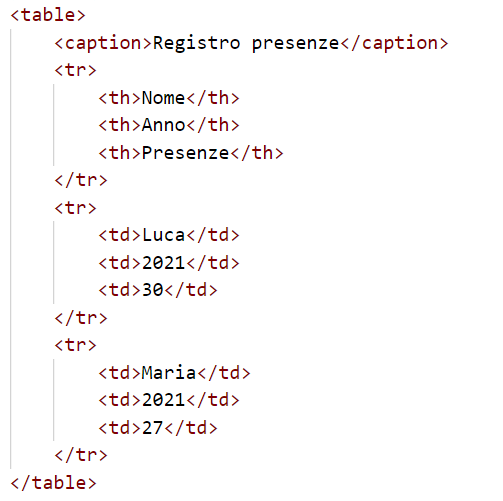 <table>
<caption>Registro presenze</caption>
<tr>
<th>Nome</th>
<th>Anno</th>
<th>Presenze</th>
</tr>
<tr>
<td>Luca</td>
<td>2021</td>
<td>30</td>
</tr>
<tr>
<td>Maria</td>
<td>2021</td>
<td>27</td>
</tr>
</table>